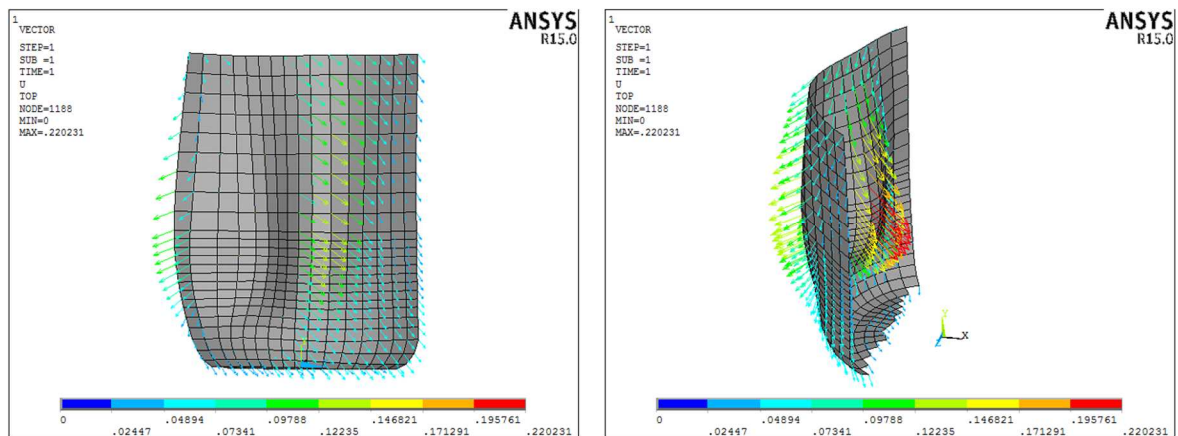 1
VECTOR
STEP=1
SUB =1
TIME=1
U
TOP
NODE=1188
MIN=0
MAX=.220231
ANSYS
R15.0
0 .04894 .09788 .146821 .195761
.02447 .07341 .12235 .171291 .220231
1
VECTOR
STEP=1
SUB =1
TIME=1
U
TOP
NODE=1188
MIN=0
MAX=.220231
ANSYS
R15.0
Y
X
0 .04894 .09788 .146821 .195761
.02447 .07341 .12235 .171291 .220231